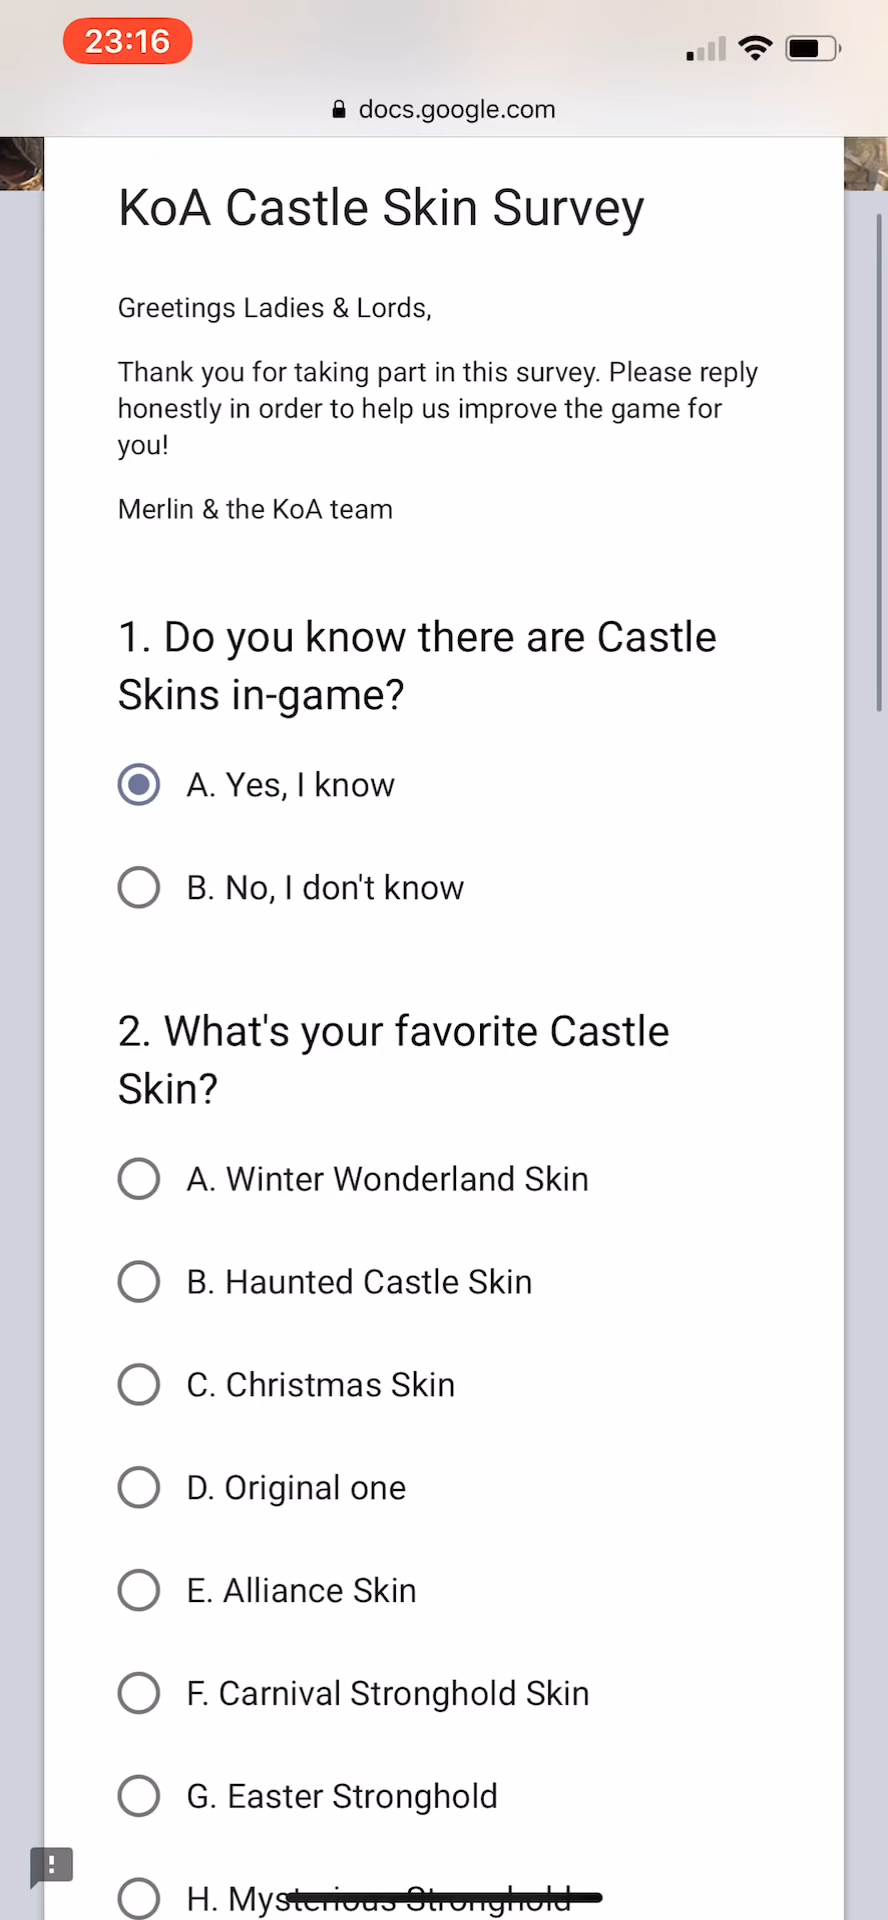 23:16
docs.google.com
KoA Castle Skin Survey
Greetings Ladies & Lords,
Thank you for taking part in this survey. Please reply
honestly in order to help us improve the game for
you!
Merlin & the KoA team
1. Do you know there are Castle
Skins in-game?
A. Yes, I know
B. No, I don't know
2. What's your favorite Castle
Skin?
A. Winter Wonderland Skin
B. Haunted Castle Skin
C. Christmas Skin
D. Original one
E. Alliance Skin
F. Carnival Stronghold Skin
G. Easter Stronghold
H. Mysterious Stronghold